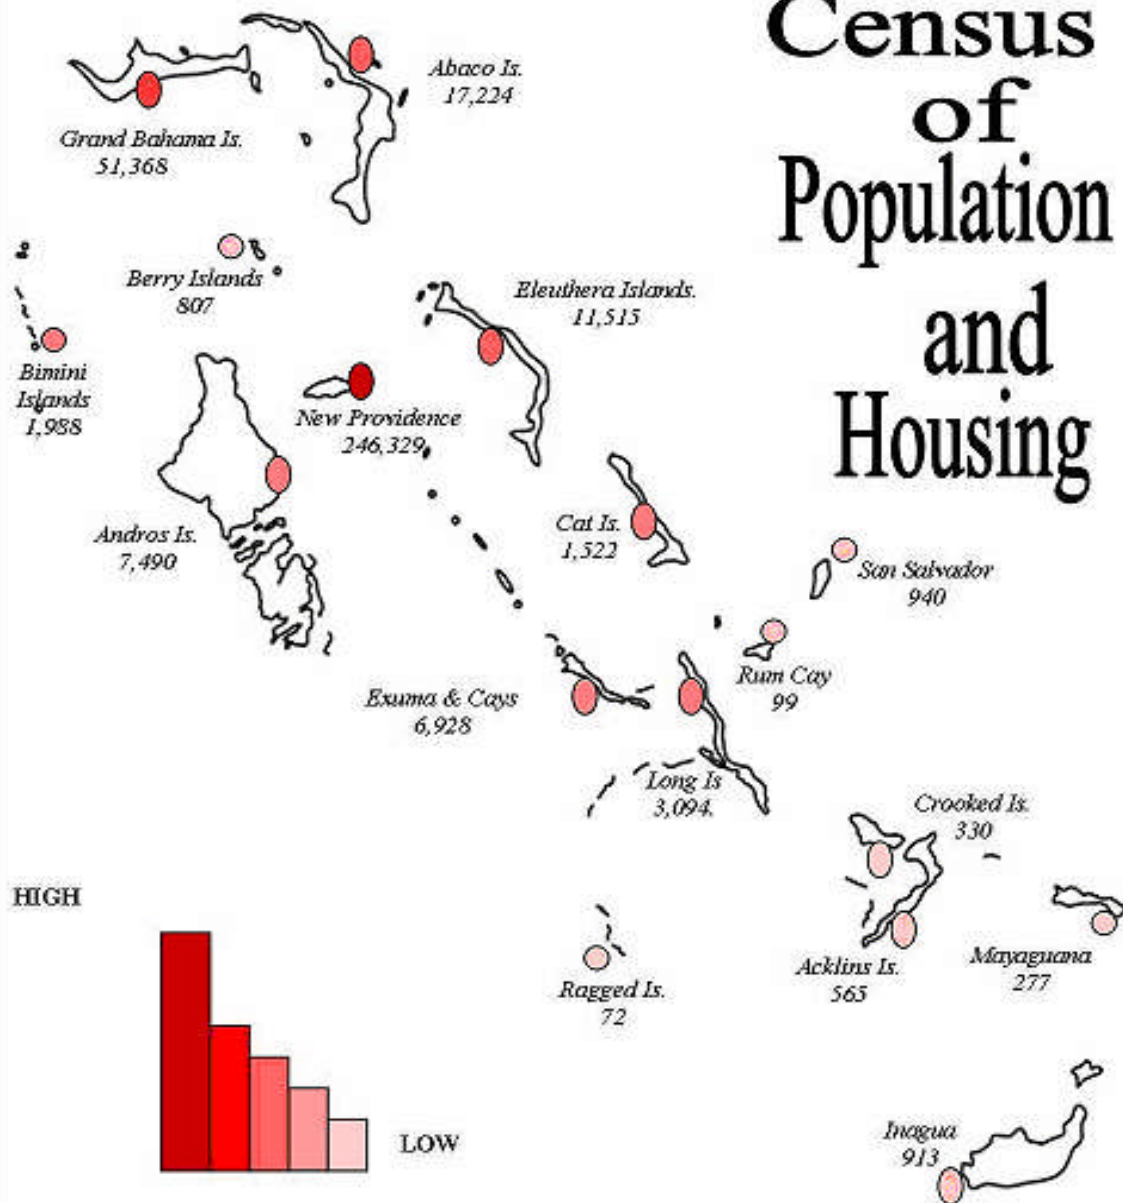 Census
of
Population
and
Housing
Abaco Is.
17,224
Grand Bahama Is.
51,368
Berry Islands
807
Eleuthera Islands.
11,515
Bimini
Islands
1,988
New Providence
246,329
Andros Is.
7,490
Cat Is.
1,522
San Salvador
940
Rum Cay
99
Exuma & Cays
6,928
Long Is
3,094.
Crooked Is.
330
Acklins Is.
565
Mayaguana
277
Ragged Is.
72
Inagua
913
HIGH
LOW